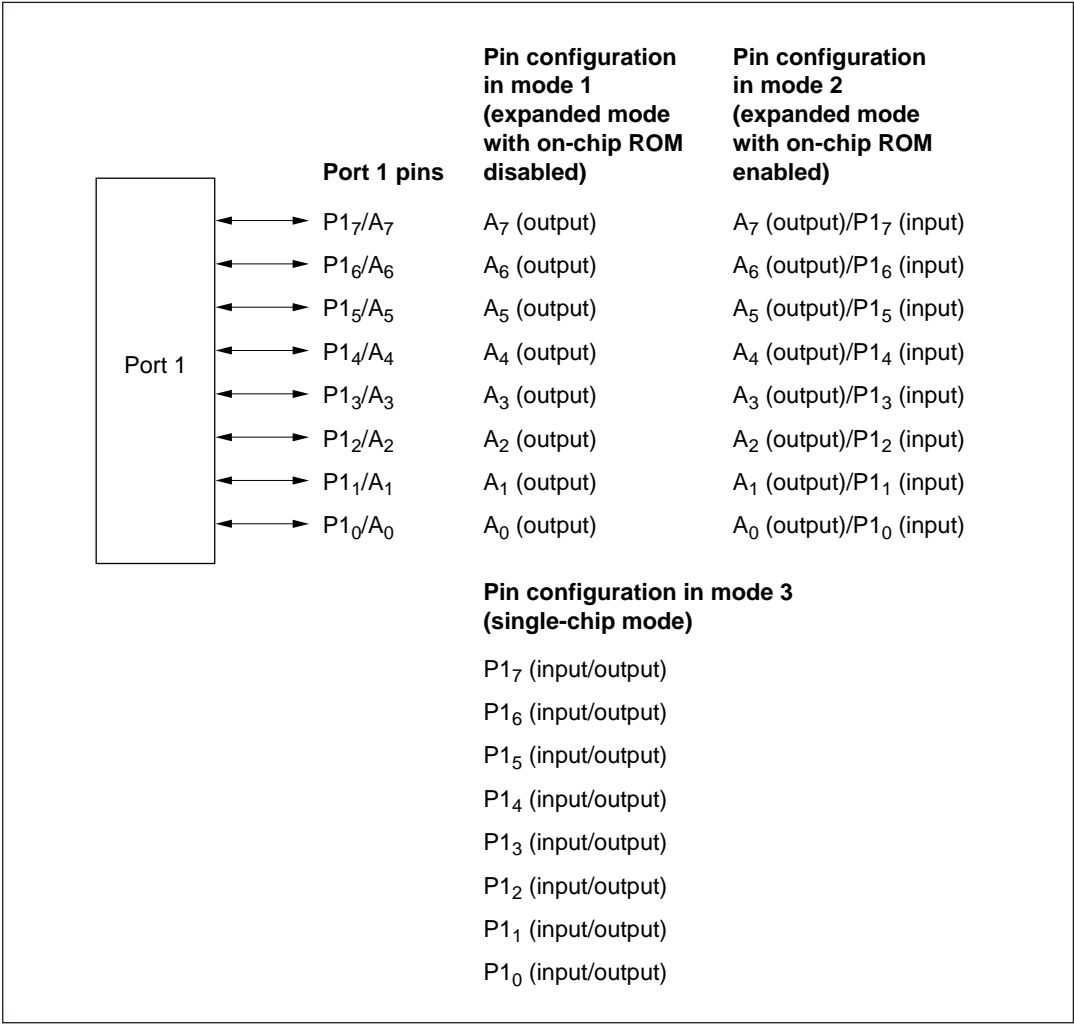 Pin configuration in mode 1 (expanded mode with on-chip ROM disabled)
Pin configuration in mode 2 (expanded mode with on-chip ROM enabled)
Port 1 pins
Port 1
P1₇/A₇ A₇ (output) A₇ (output)/P1₇ (input)
P1₆/A₆ A₆ (output) A₆ (output)/P1₆ (input)
P1₅/A₅ A₅ (output) A₅ (output)/P1₅ (input)
P1₄/A₄ A₄ (output) A₄ (output)/P1₄ (input)
P1₃/A₃ A₃ (output) A₃ (output)/P1₃ (input)
P1₂/A₂ A₂ (output) A₂ (output)/P1₂ (input)
P1₁/A₁ A₁ (output) A₁ (output)/P1₁ (input)
P1₀/A₀ A₀ (output) A₀ (output)/P1₀ (input)
Pin configuration in mode 3
(single-chip mode)
P1₇ (input/output)
P1₆ (input/output)
P1₅ (input/output)
P1₄ (input/output)
P1₃ (input/output)
P1₂ (input/output)
P1₁ (input/output)
P1₀ (input/output)